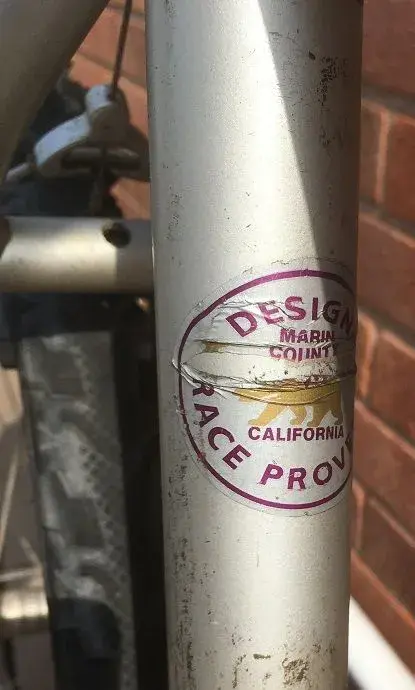 DESIGN
MARIN
COUNTY
CALIFORNIA
RACE PROV